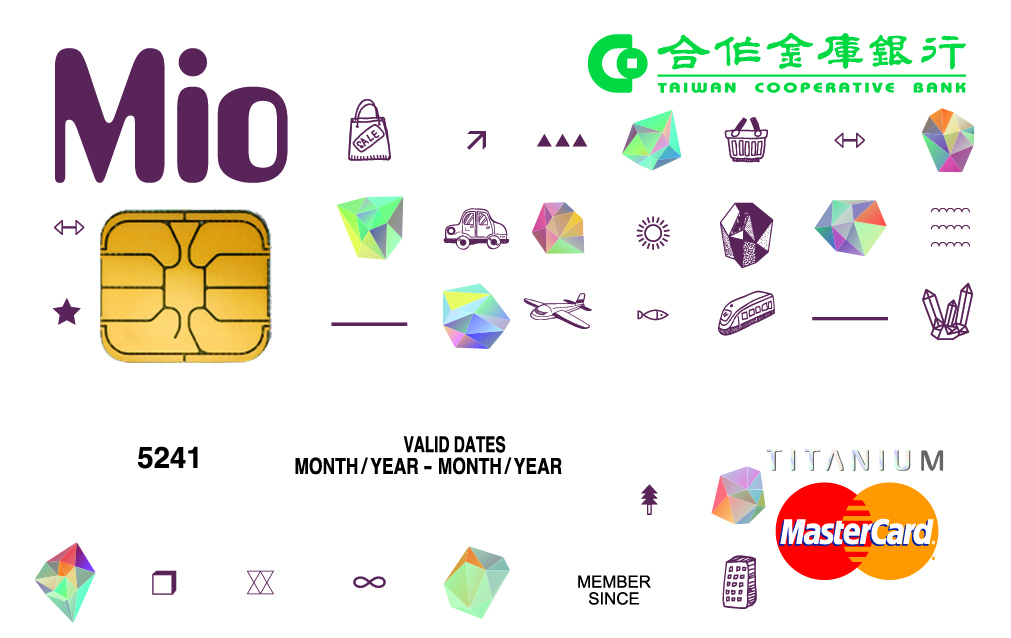 Mio
合作金庫銀行
TAIWAN COOPERATIVE BANK
SALE
5241
VALID DATES
MONTH/YEAR - MONTH/YEAR
TITANIUM
MasterCard
MEMBER
SINCE